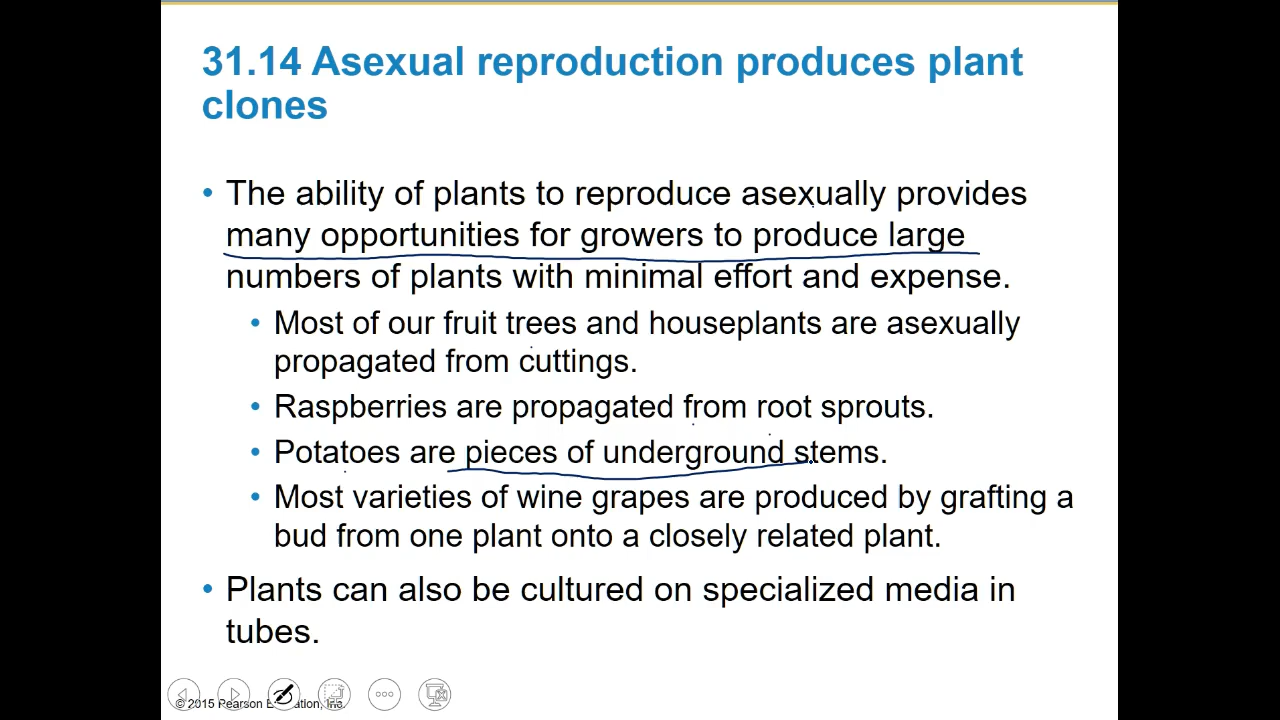 31.14 Asexual reproduction produces plant
clones
• The ability of plants to reproduce asexually provides
many opportunities for growers to produce large
numbers of plants with minimal effort and expense.
• Most of our fruit trees and houseplants are asexually
propagated from cuttings.
• Raspberries are propagated from root sprouts.
• Potatoes are pieces of underground stems.
• Most varieties of wine grapes are produced by grafting a
bud from one plant onto a closely related plant.
• Plants can also be cultured on specialized media in
tubes.
© 2015 Pearson Inc.